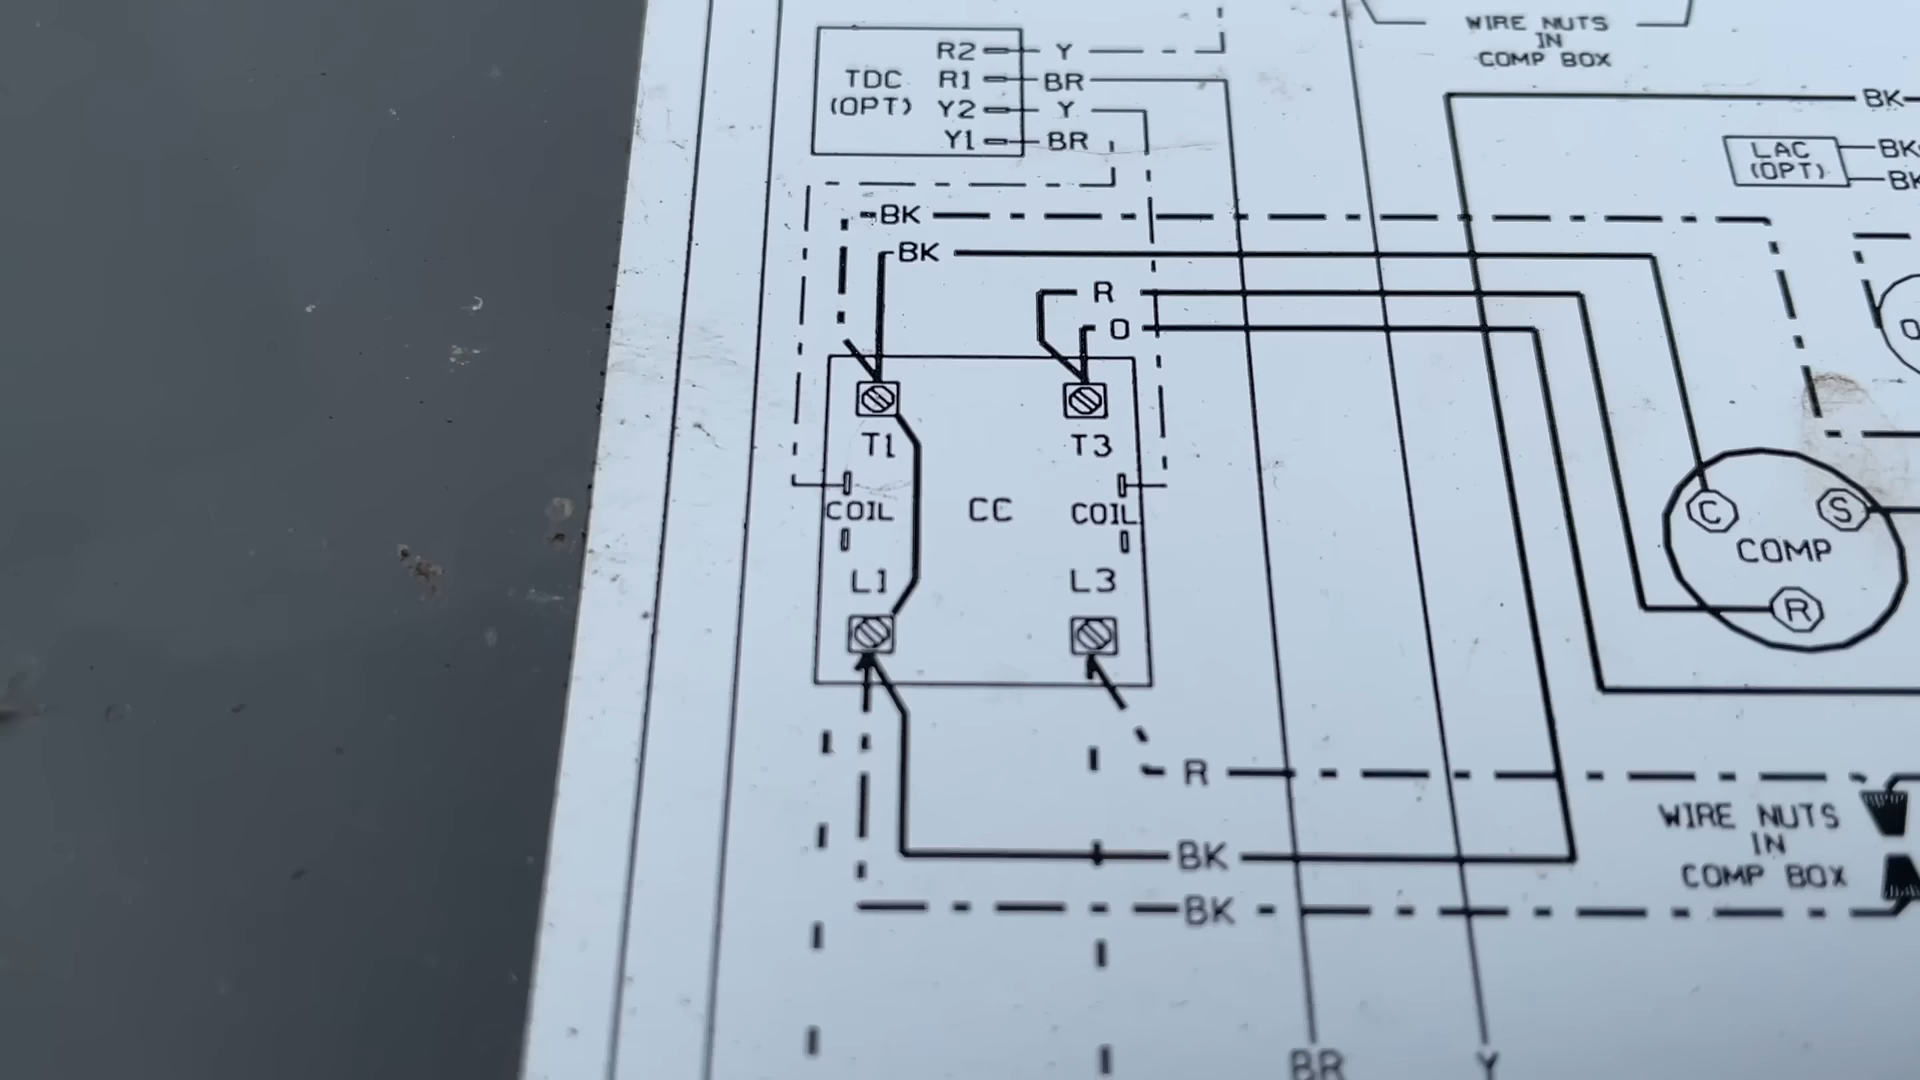 WIRE NUTS
IN
COMP BOX
TDC
(OPT)
R2
Y
R1
BR
Y2
Y
Y1
BR
BK
LAC
(OPT)
BK
BK
BK
BK
R
O
T1
T3
COIL
CC
COIL
L1
L3
C
S
COMP
R
R
WIRE NUTS
IN
COMP BOX
BK
BK
BR
Y